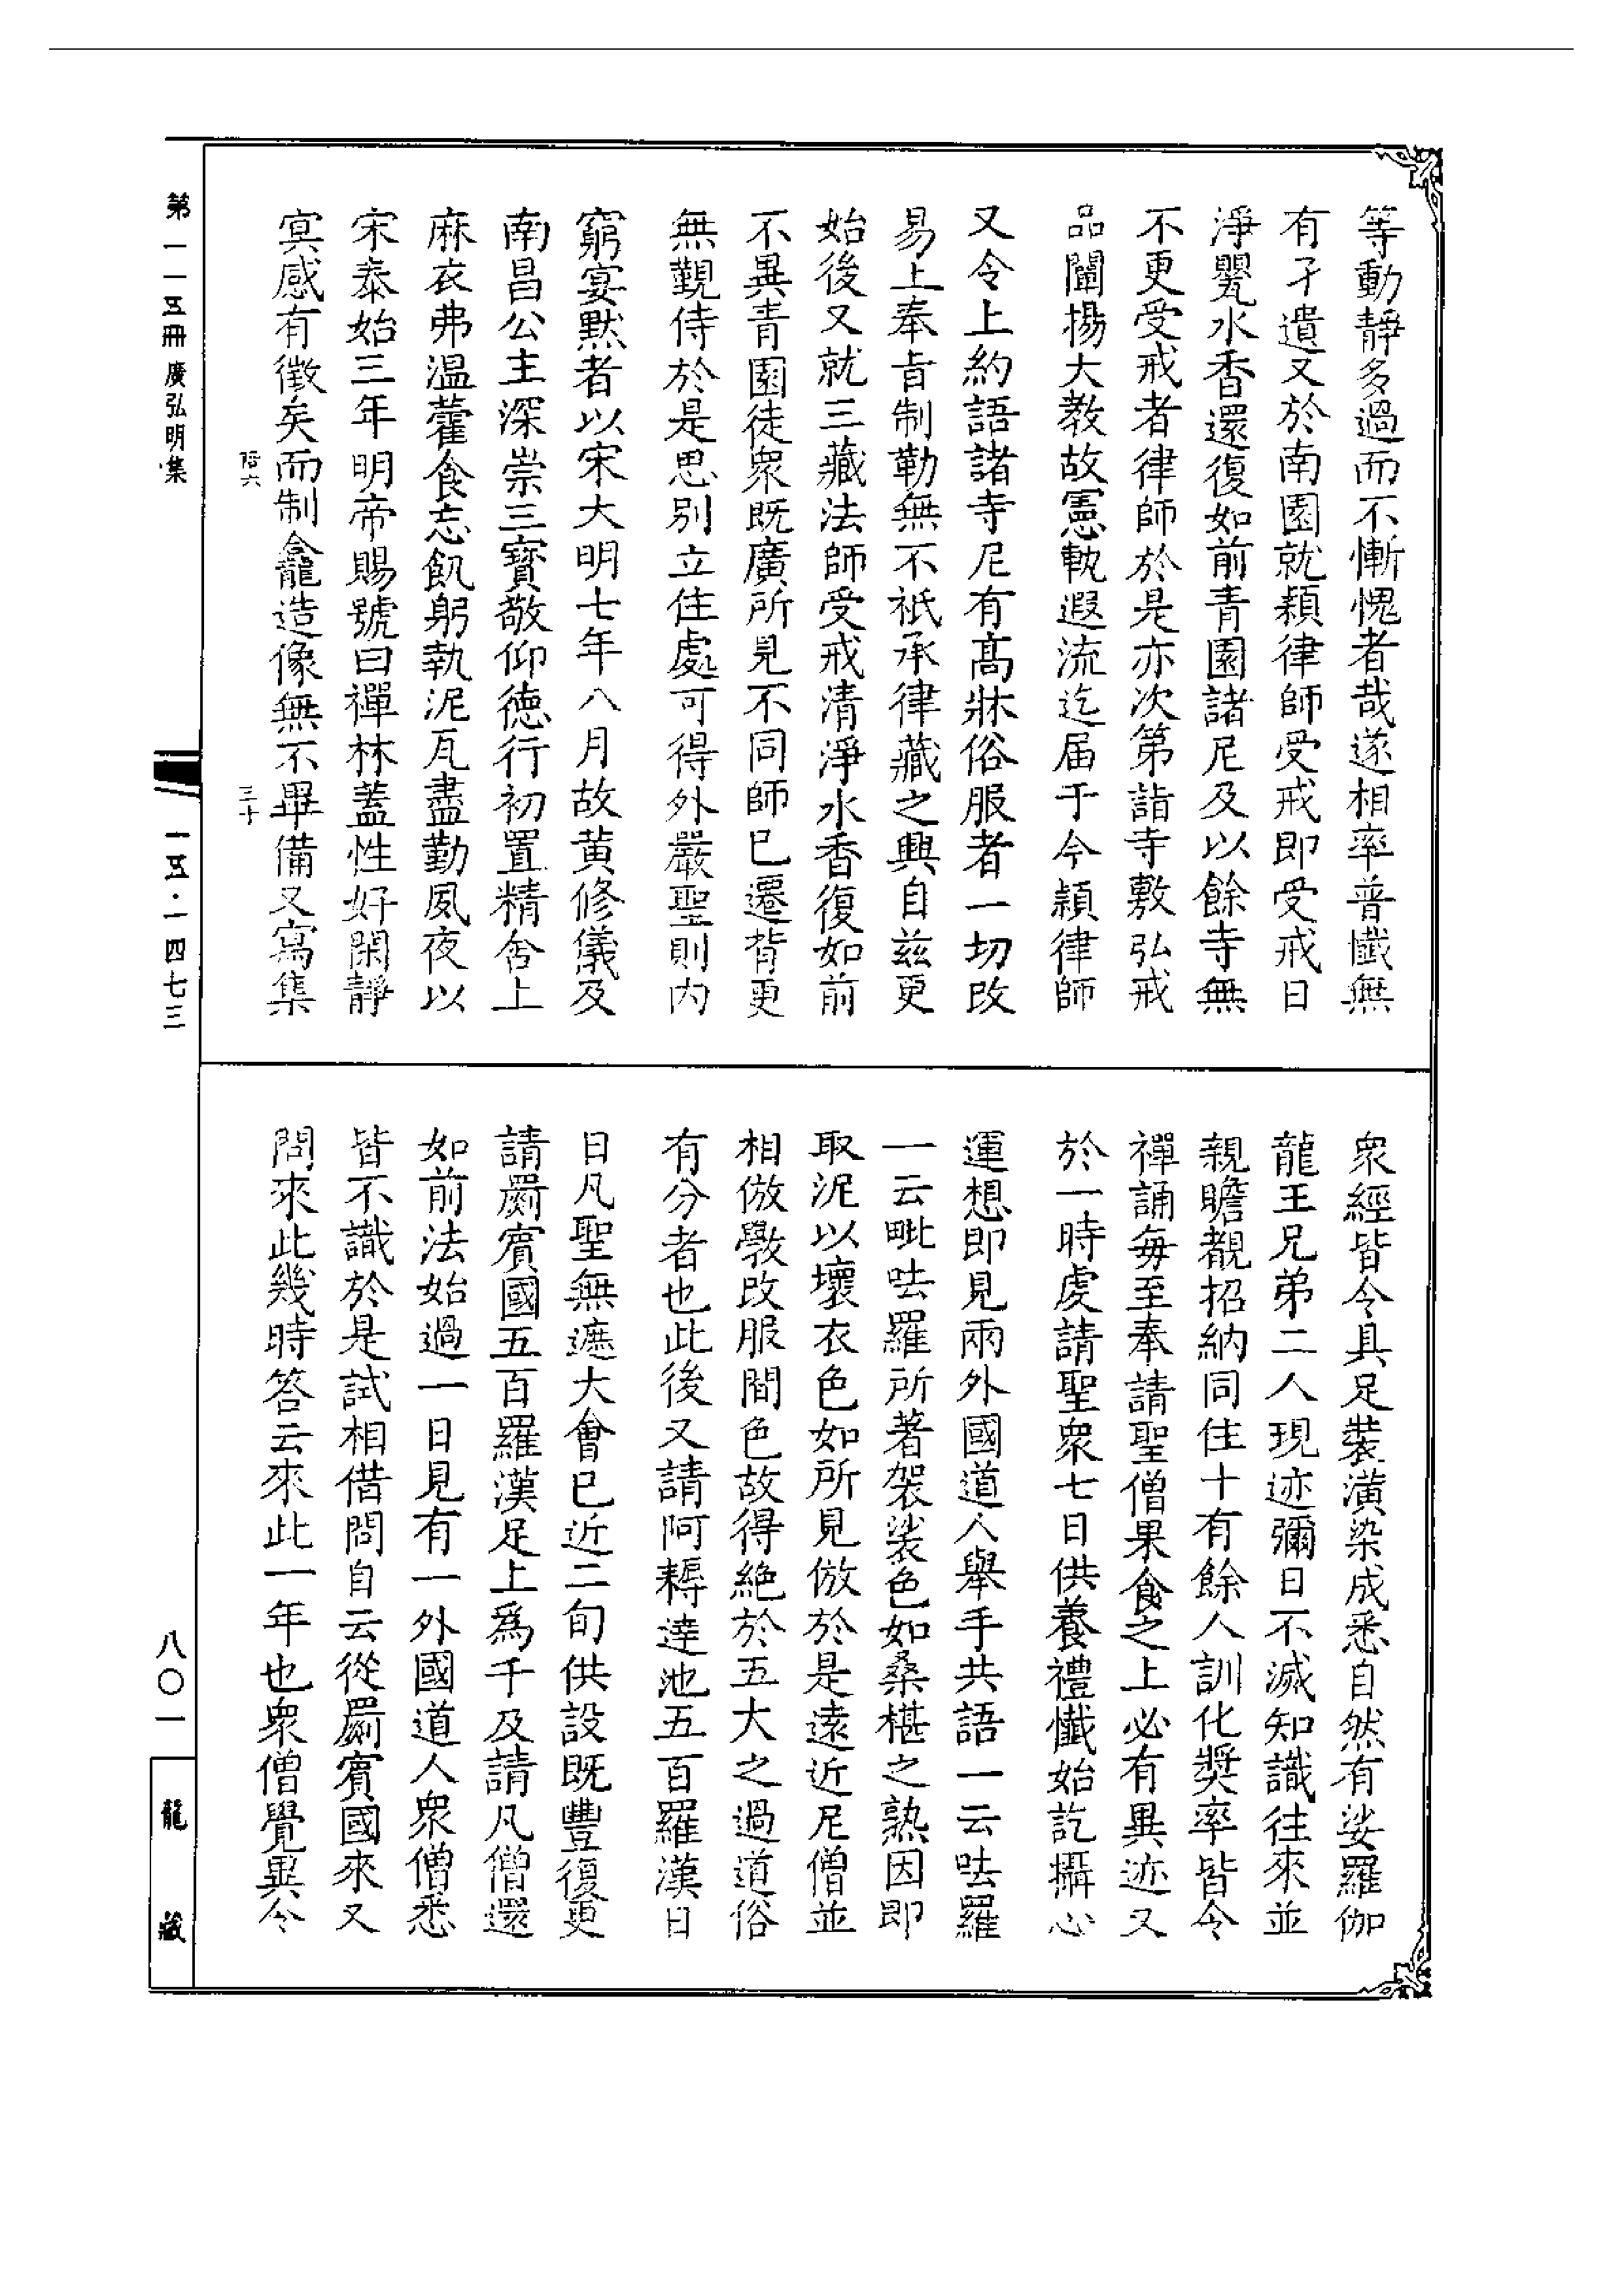 等動靜多過而不慚愧者哉遂相率普懺無
有孑遺又於南園就穎律師受戒即受戒日
淨甖水香還復如前青園諸尼及以餘寺無
不更受戒者律師於是亦次第詣寺敷弘戒
品闡揚大教故憲軌遐流迄届于今穎律師
又令上約語諸寺尼有髙牀俗服者一切改
易上奉旨制勒無不祇承律藏之興自兹更
始後又就三藏法師受戒清淨水香復如前
不異青園徒衆既廣所見不同師已遷背更
無覲侍於是思別立住處可得外嚴聖則内
窮宴默者以宋大明七年八月故黄修儀及
南昌公主深崇三寳敬仰德行初置精舍上
麻衣弗温藿食忘飢躬執泥瓦盡勤夙夜以
宋泰始三年明帝賜號曰禪林蓋性好閑靜
寘感有徵矣而制龕造像無不畢備又寫集
衆經皆令具足裝潢染成悉自然有娑羅伽
龍王兄弟二人現迹彌日不滅知識往來並
親瞻覩招納同住十有餘人訓化奬率皆令
禪誦每至奉請聖僧果食之上必有異迹又
於一時處請聖衆七日供養禮懺始訖攝心
運想即見兩外國道人舉手共語一云呿羅
一云毗呿羅所著袈裟色如桑椹之熟因即
取泥以壞衣色如所見倣於是遠近尼僧並
相倣斅改服間色故得絶於五大之過道俗
有分者也此後又請阿耨達池五百羅漢日
日凡聖無遮大會已近二旬供設既豐復更
請罽賓國五百羅漢足上爲千及請凡僧還
如前法始過一日見有一外國道人衆僧悉
皆不識於是試相借問自云從罽賓國來又
問來此幾時答云來此一年也衆僧覺異令
第一一五冊 廣弘明集
六 三十
一五·一四七三
八〇一
龍藏